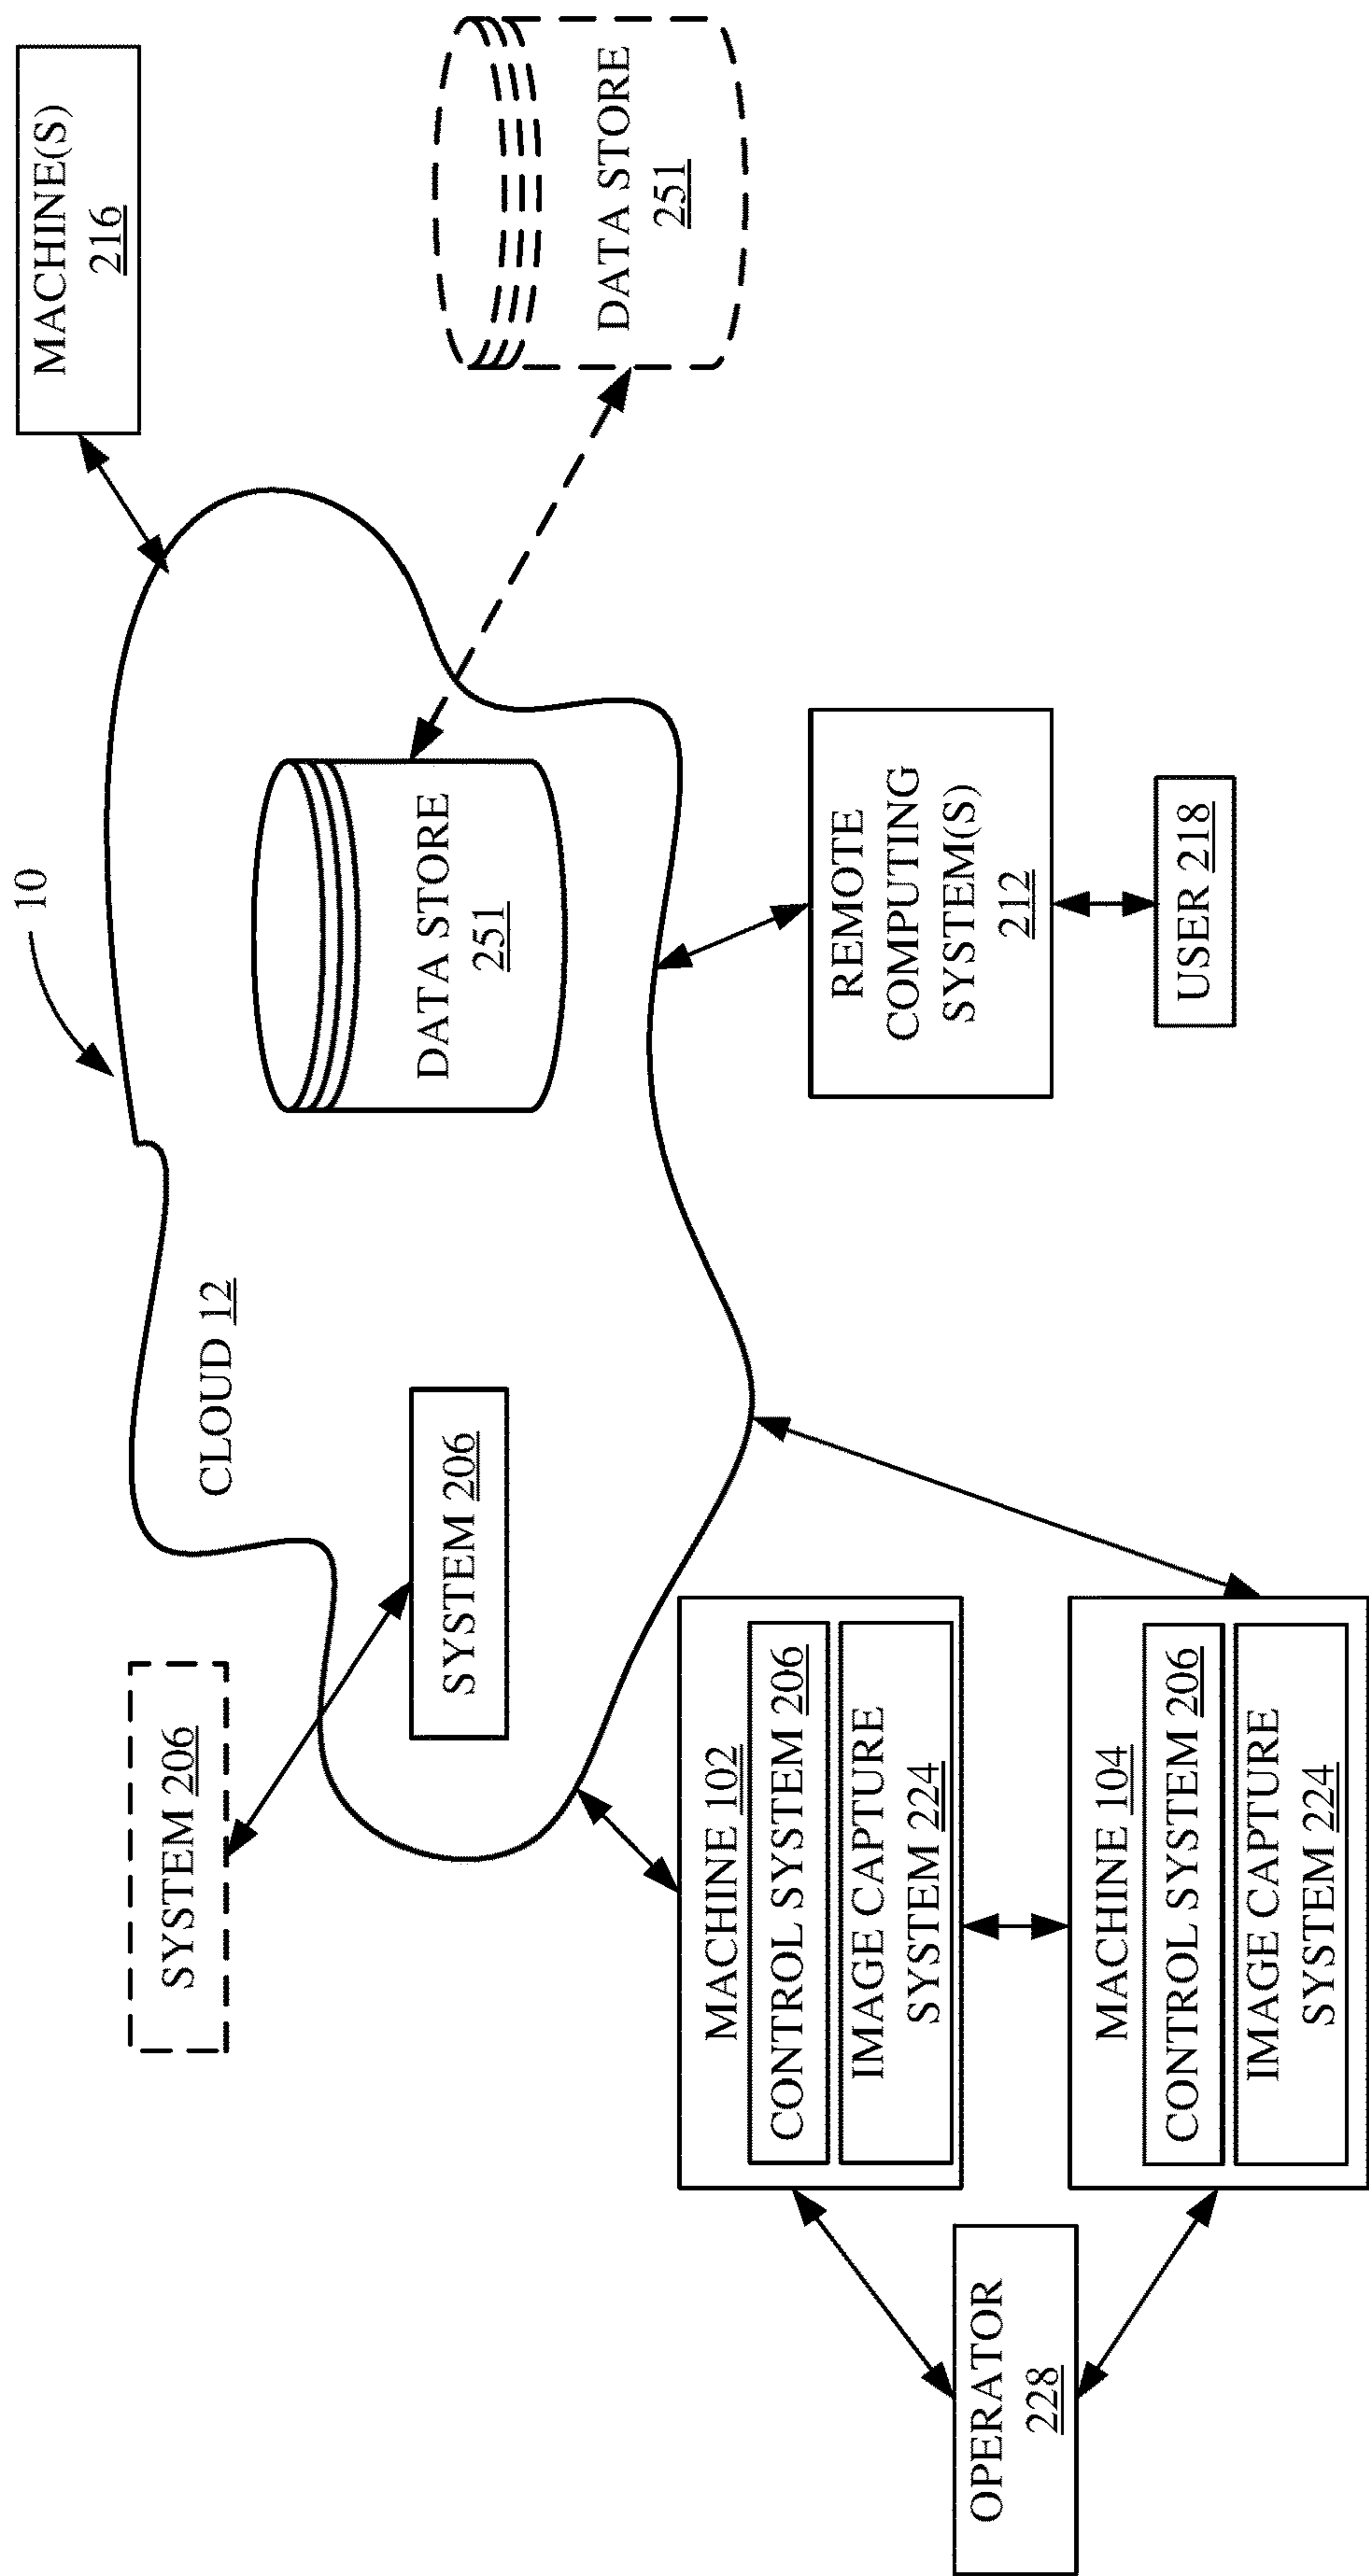 10
MACHINE(S)
216
SYSTEM 206
CLOUD 12
DATA STORE
251
SYSTEM 206
DATA STORE
251
MACHINE 102
CONTROL SYSTEM 206
IMAGE CAPTURE
SYSTEM 224
REMOTE
COMPUTING
SYSTEM(S)
212
USER 218
OPERATOR
228
MACHINE 104
CONTROL SYSTEM 206
IMAGE CAPTURE
SYSTEM 224